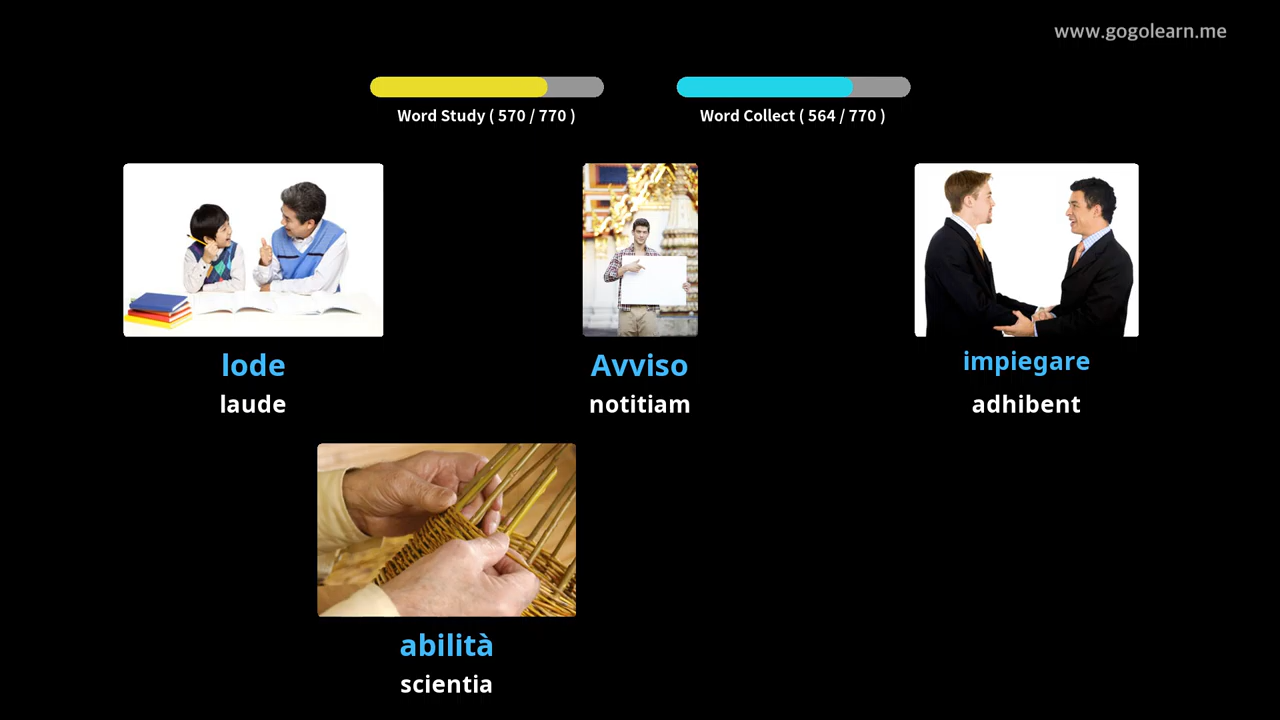 www.gogolearn.me
Word Study ( 570 / 770 )
Word Collect ( 564 / 770 )
lode
laude
Avviso
notitiam
impiegare
adhibent
abilità
scientia